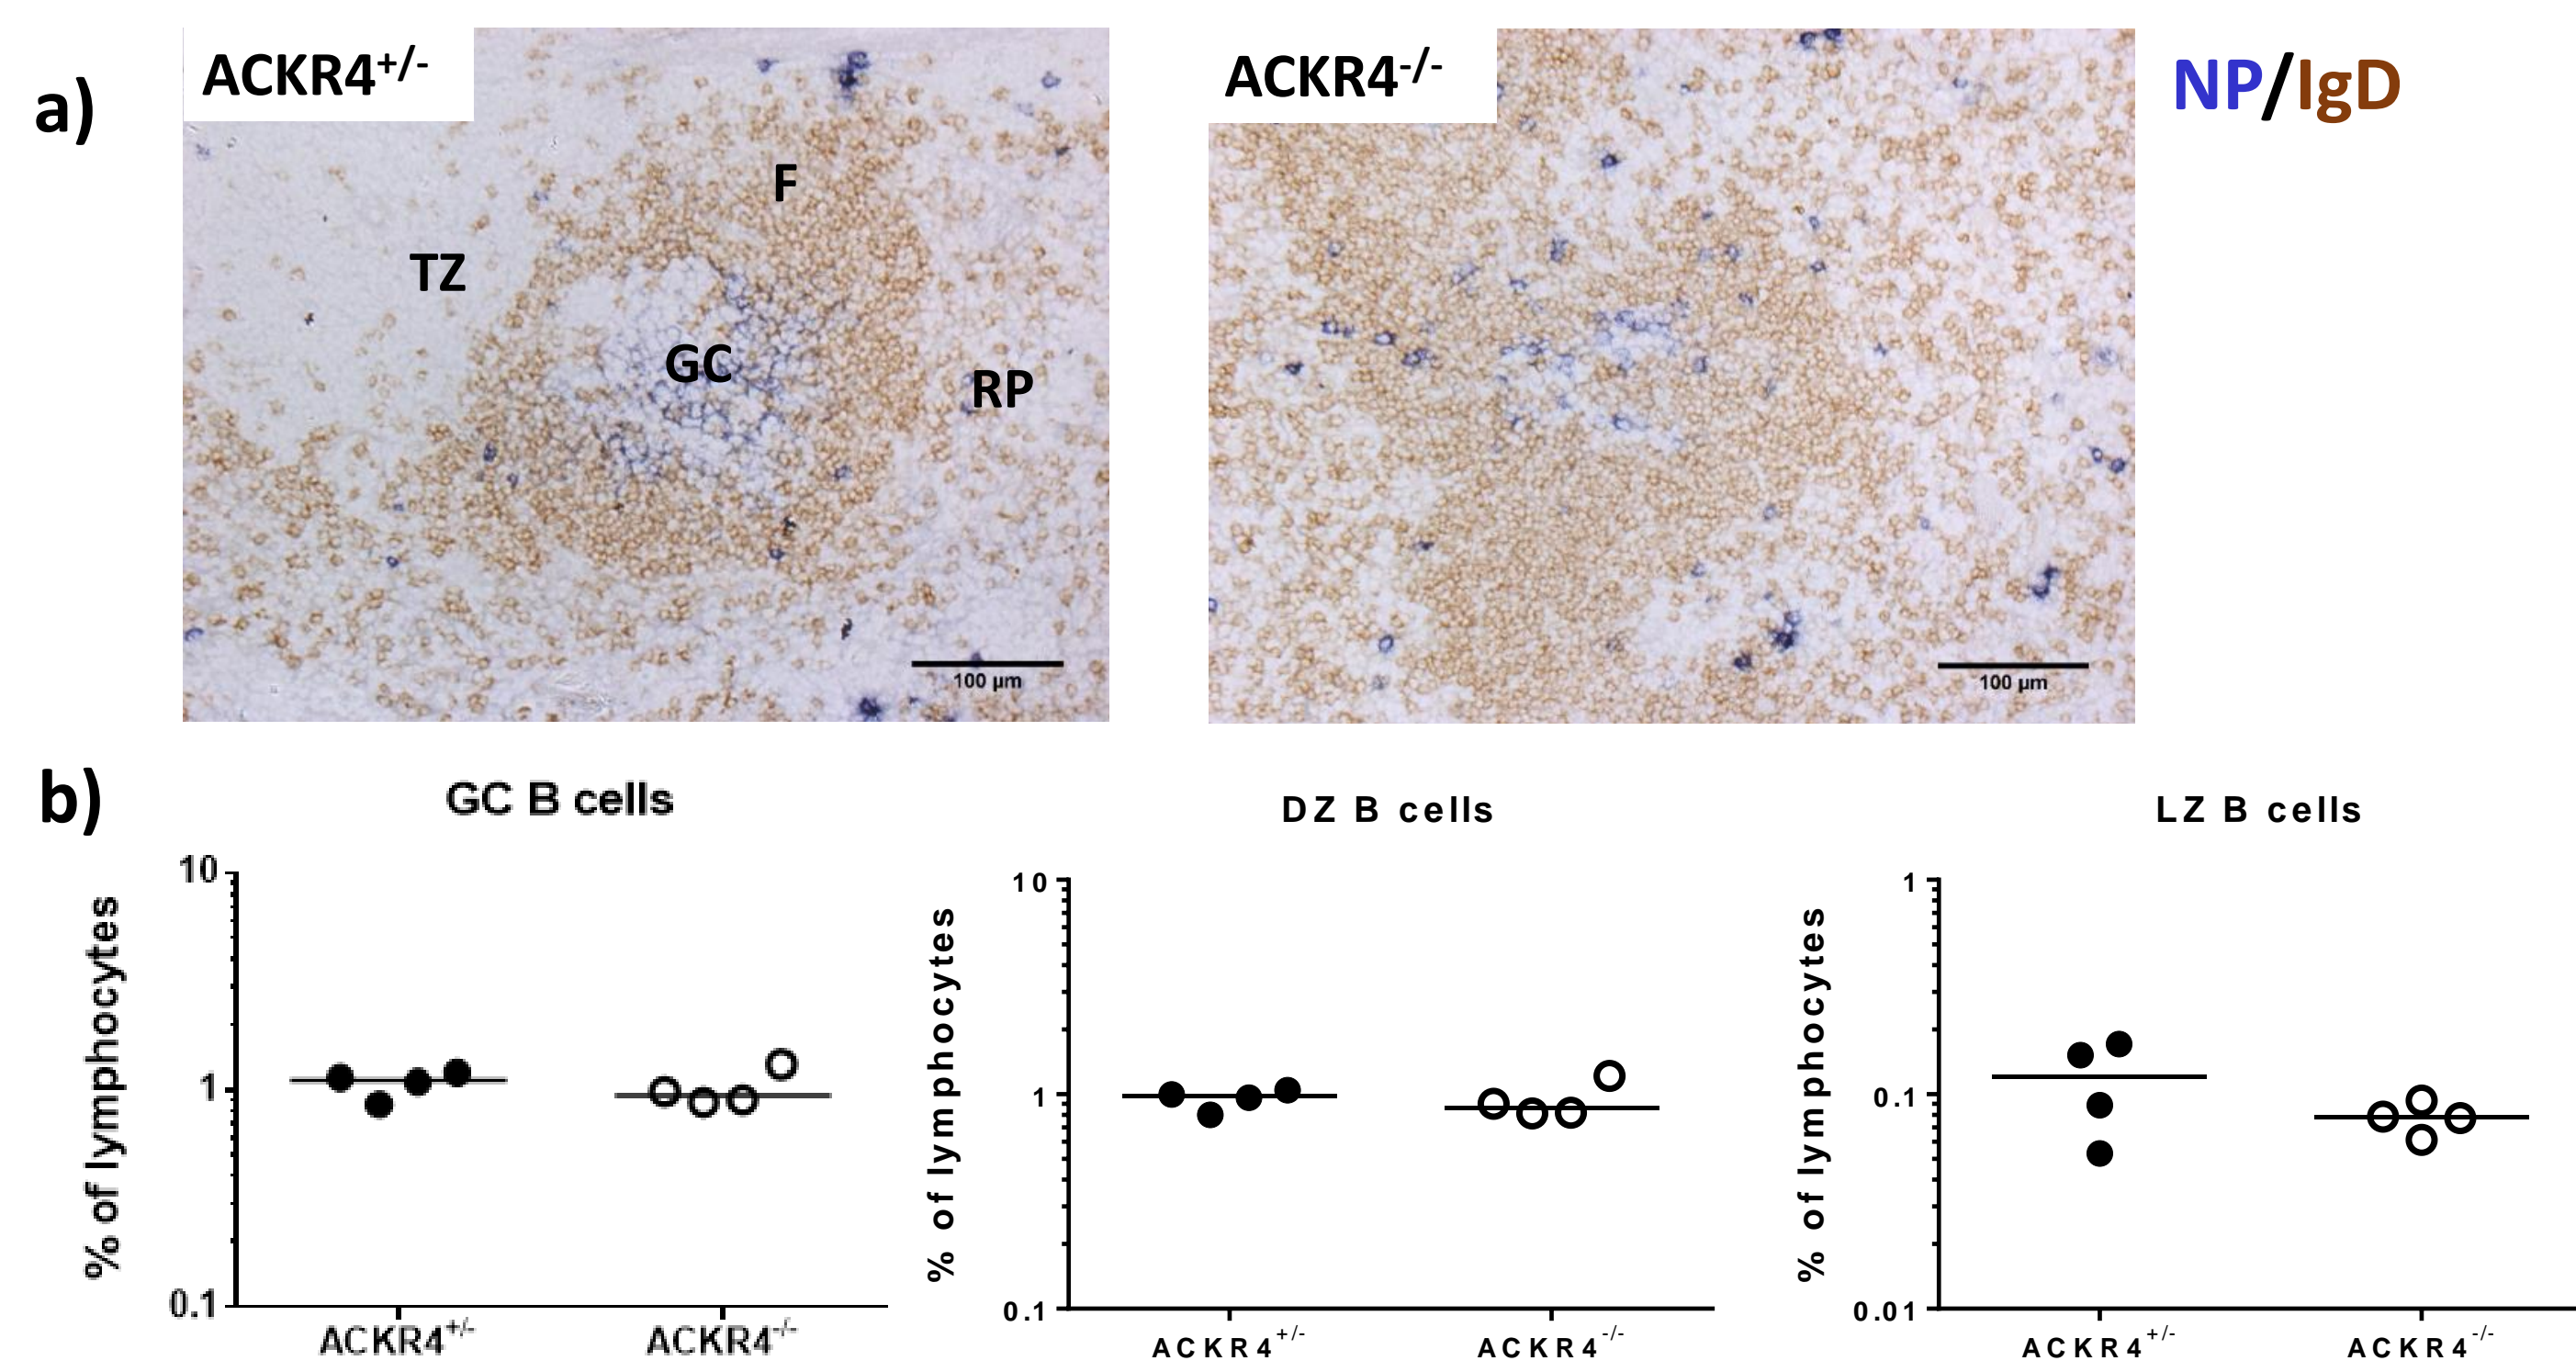 a)
ACKR4+/-
ACKR4-/-
NP/IgD
F
TZ
GC
RP
100 µm
100 µm
b)
GC B cells
DZ B cells
LZ B cells
% of lymphocytes
10
1
0.1
ACKR4+/-
ACKR4-/-
% of lymphocytes
10
1
0.1
ACKR4+/-
ACKR4-/-
% of lymphocytes
1
0.1
0.01
ACKR4+/-
ACKR4-/-